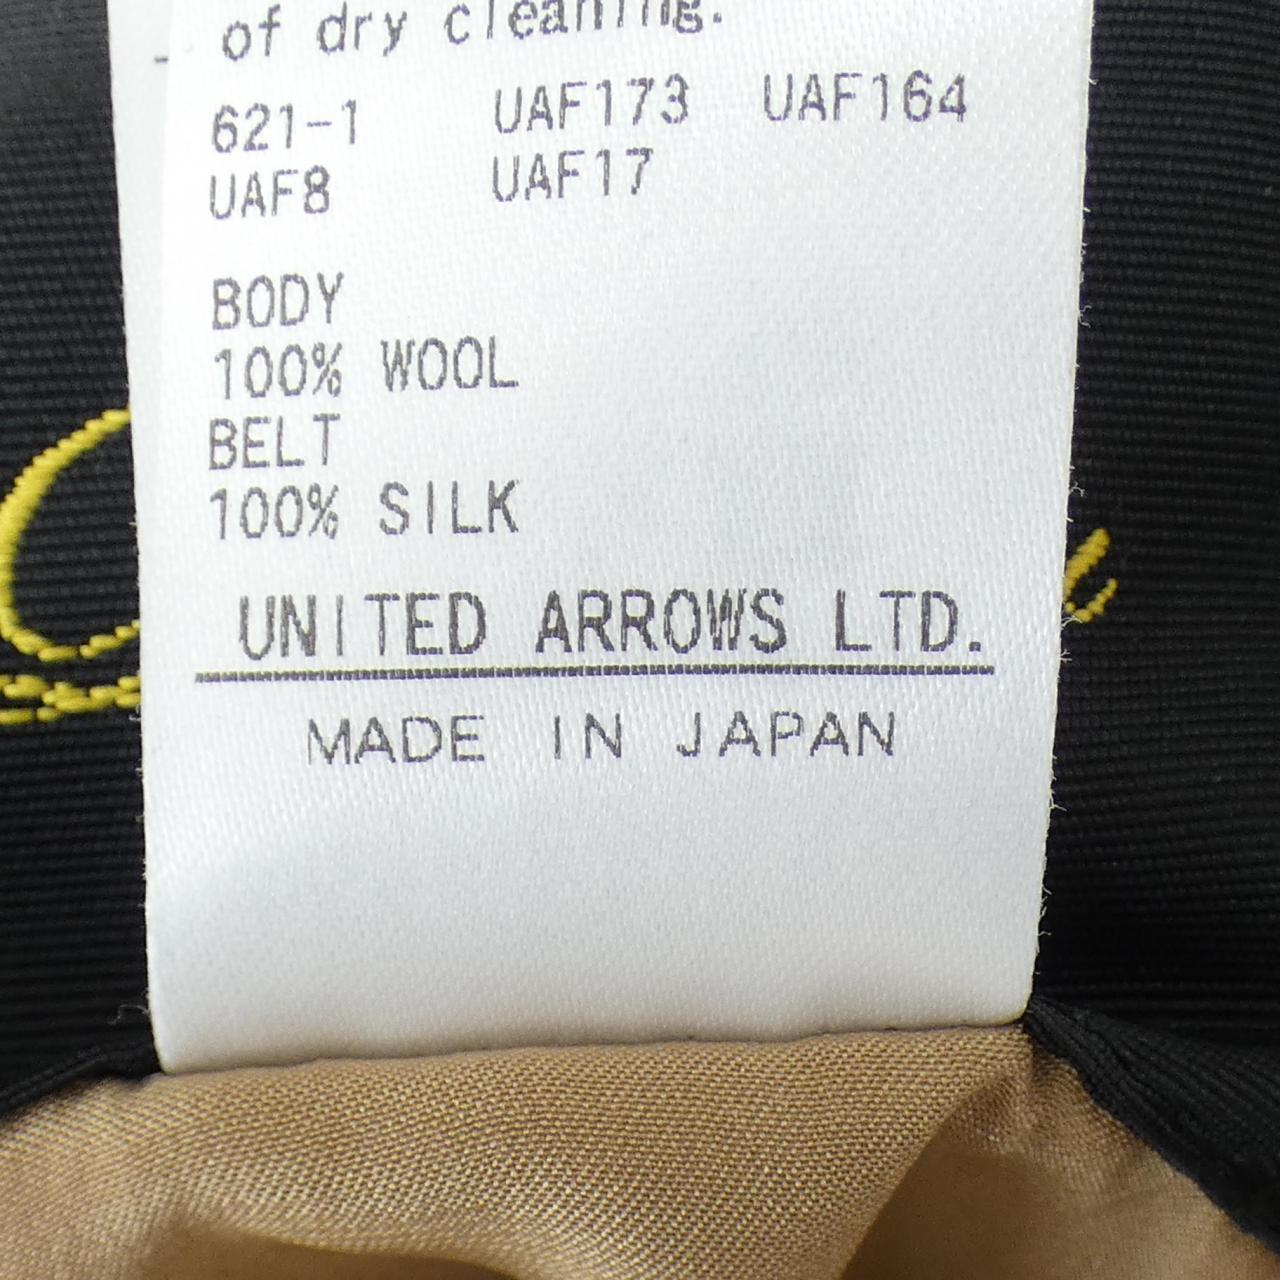 of dry cleaning.
621-1 UAF173 UAF164
UAF8 UAF17
BODY
100% WOOL
BELT
100% SILK
UNITED ARROWS LTD.
MADE IN JAPAN